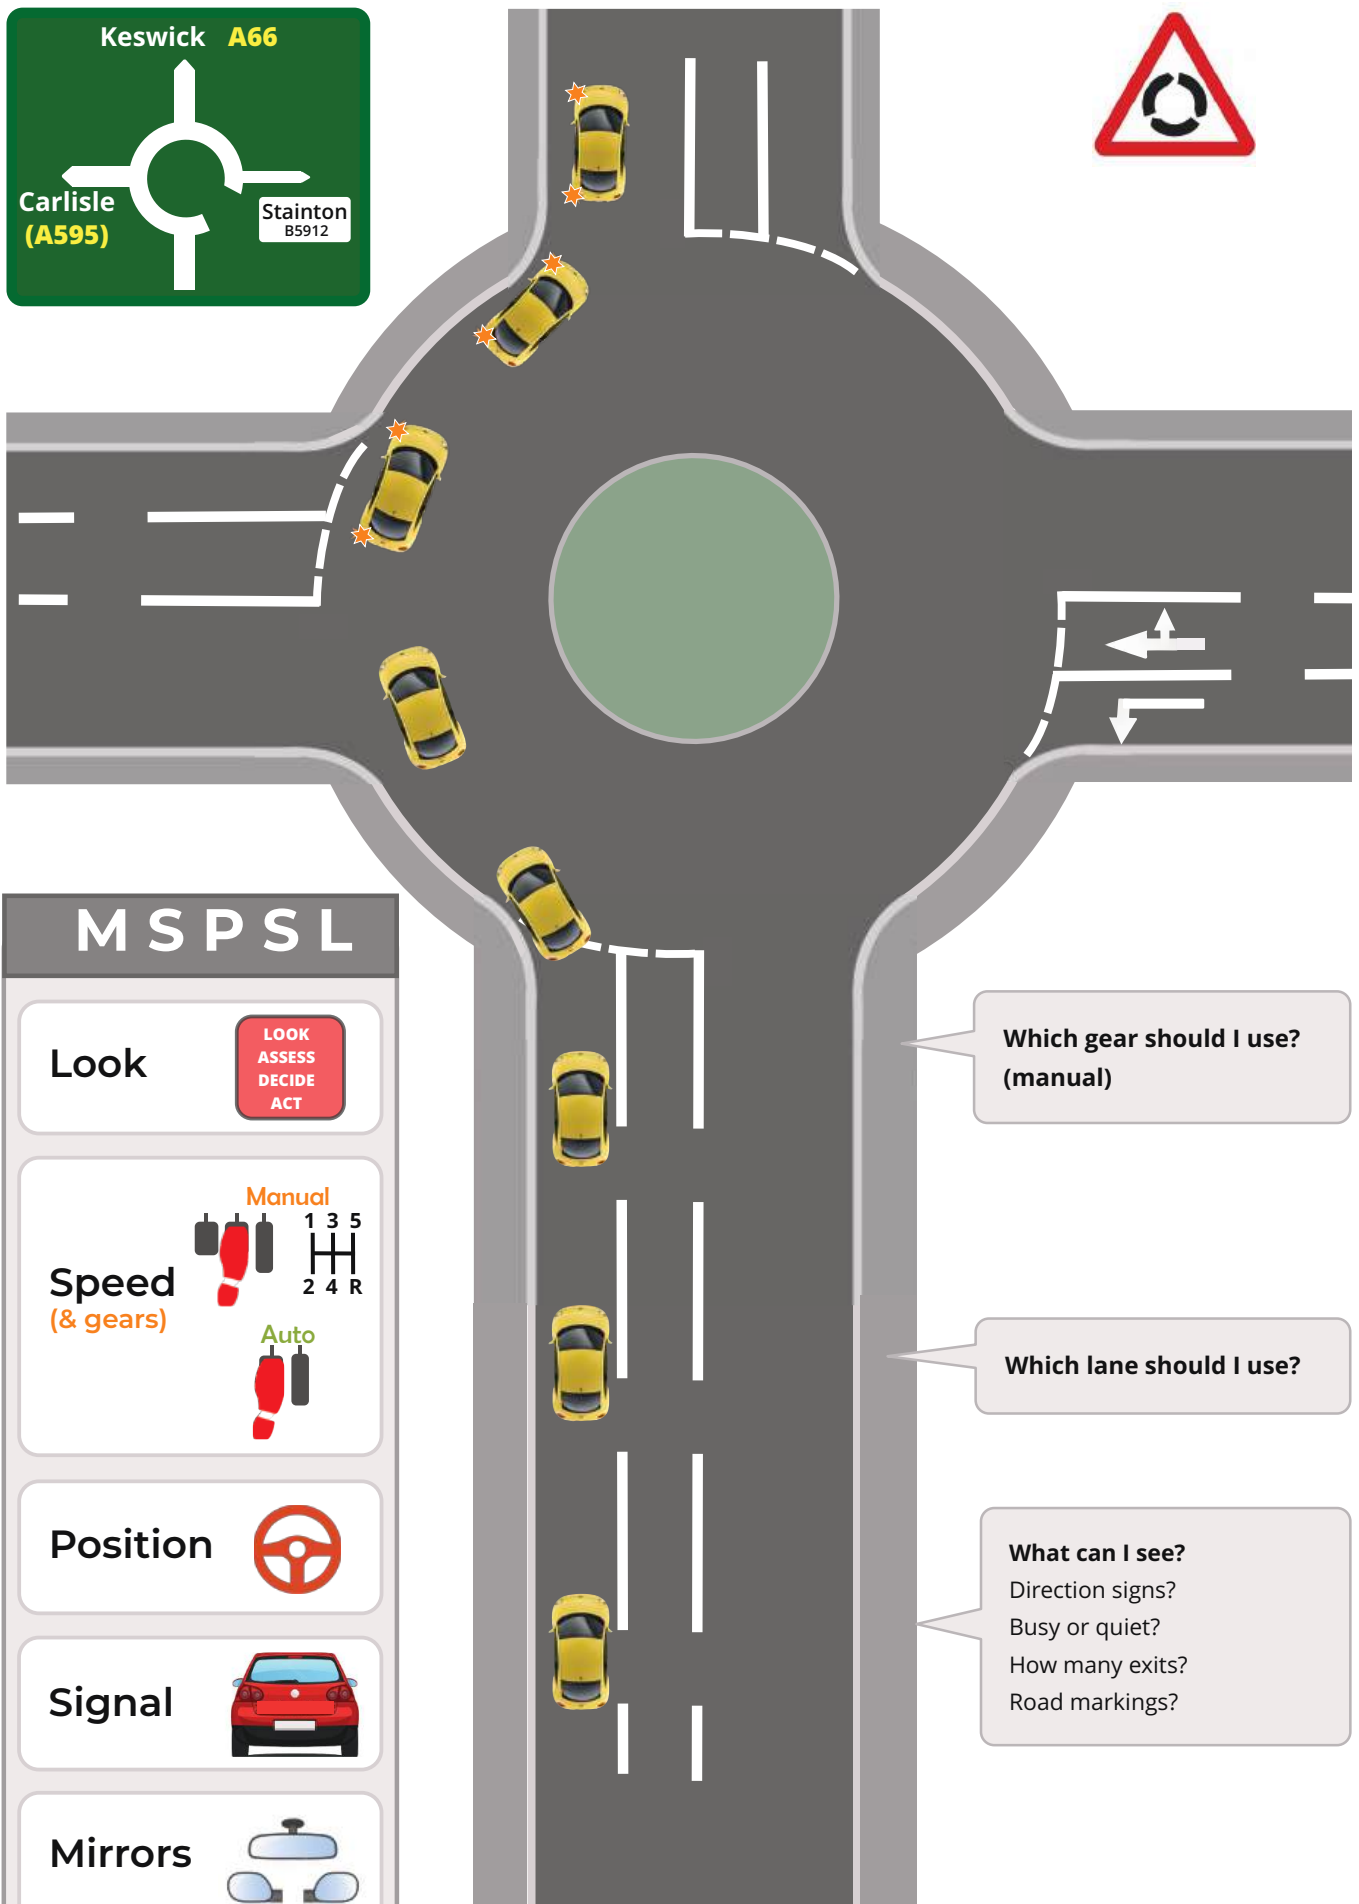 Keswick A66
Carlisle
(A595)
Stainton
B5912
M S P S L
Look
LOOK
ASSESS
DECIDE
ACT
Manual
1 3 5
2 4 R
Speed
(& gears)
Auto
Position
Signal
Mirrors
Which gear should I use?
(manual)
Which lane should I use?
What can I see?
Direction signs?
Busy or quiet?
How many exits?
Road markings?